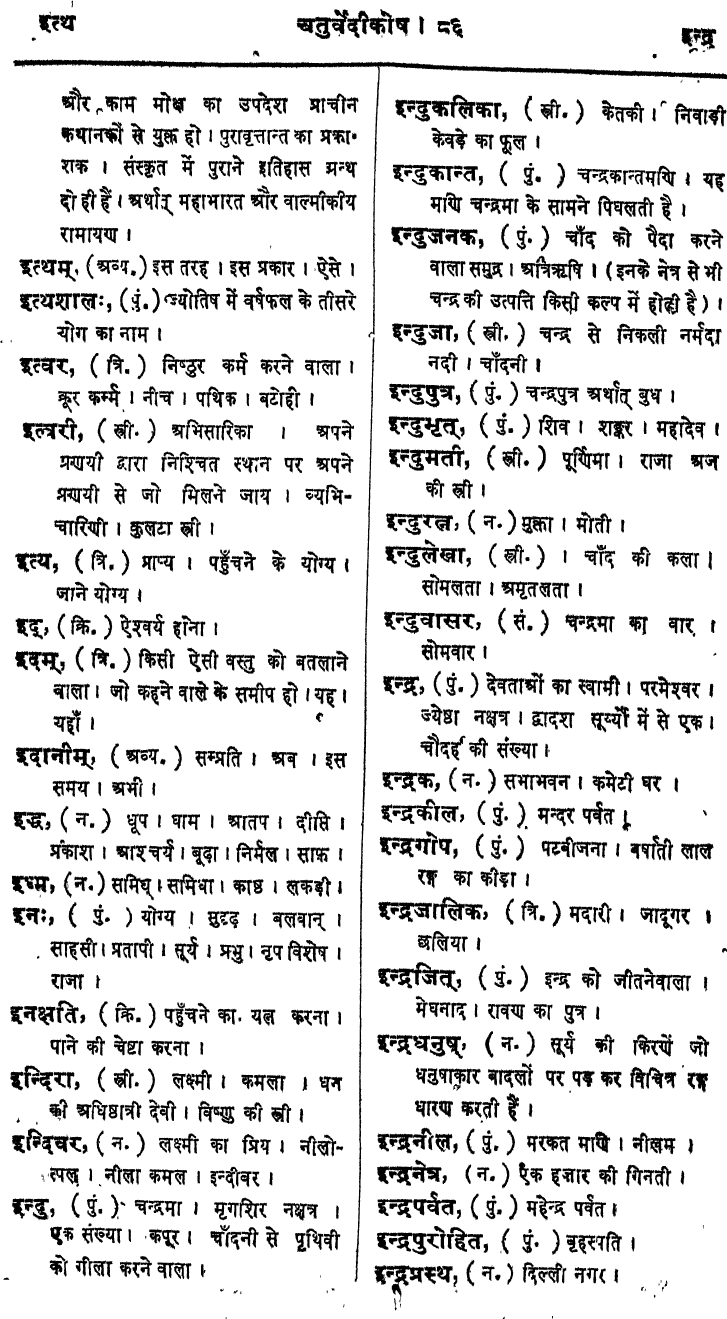 इत्थ
चतुर्वेदीकोष । ८६
इन्द्र
और काम मोक्ष का उपदेश प्राचीन
कथानकों से युक्त हो । पुरावृत्तान्त का प्रका-
शक । संस्कृत में पुराने इतिहास ग्रन्थ
दो ही हैं । अर्थात् महाभारत और वाल्मीकीय
रामायण ।
इत्थम्, (अव्य.) इस तरह । इस प्रकार । ऐसे ।
इत्थशालः, (पुं.) ज्योतिष में वर्षफल के तीसरे
योग का नाम ।
इत्वर, (त्रि.) निष्ठुर कर्म करने वाला ।
क्रूर कर्म्म । नीच । पथिक । बटोही ।
इत्वरी, (स्त्री.) अभिसारिका । अपने
प्रणयी द्वारा निश्चित स्थान पर अपने
प्रणयी से जो मिलने जाय । व्यभि-
चारिणी । कुलटा स्त्री ।
इत्य, (त्रि.) प्राप्य । पहुँचने के योग्य ।
जाने योग्य ।
इद्, (क्रि.) ऐश्वर्य होना ।
इदम्, (त्रि.) किसी ऐसी वस्तु को बतलाने
वाला । जो कहने वाले के समीप हो । यह ।
यहाँ ।
इदानीम्, (अव्य.) सम्प्रति । अब । इस
समय । अभी ।
इद्ध, (न.) धूप । घाम । आतप । दीप्ति ।
प्रकाश । आश्चर्य । बूढ़ा । निर्मल । साफ़ ।
इध्म, (न.) समिध् । समिधा । काष्ठ । लकड़ी ।
इनः, (पुं.) योग्य । सुदृढ़ । बलवान् ।
साहसी । प्रतापी । सूर्य । प्रभु । नृप विशेष ।
राजा ।
इनक्षति, (क्रि.) पहुँचने का यत्न करना ।
पाने की चेष्टा करना ।
इन्दिरा, (स्त्री.) लक्ष्मी । कमला । धन
की अधिष्ठात्री देवी । विष्णु की स्त्री ।
इन्दिवर, (न.) लक्ष्मी का प्रिय । नीलो-
त्पल । नीला कमल । इन्दीवर ।
इन्दु, (पुं.) चन्द्रमा । मृगशिर नक्षत्र ।
एक संख्या । कपूर । चाँदनी से पृथिवी
को गीला करने वाला ।
इन्दुकलिका, (स्त्री.) केतकी । निवाड़ी
केवड़े का फूल ।
इन्दुकान्त, (पुं.) चन्द्रकान्तमणि । यह
मणि चन्द्रमा के सामने पिघलती है ।
इन्दुजनक, (पुं.) चाँद को पैदा करने
वाला समुद्र । अत्रिऋषि । (इनके नेत्र से भी
चन्द्र की उत्पत्ति किसी कल्प में होती है) ।
इन्दुजा, (स्त्री.) चन्द्र से निकली नर्मदा
नदी । चाँदनी ।
इन्दुपुत्र, (पुं.) चन्द्रपुत्र अर्थात् बुध ।
इन्दुभृत्, (पुं.) शिव । शङ्कर । महादेव ।
इन्दुमती, (स्त्री.) पूर्णिमा । राजा अज
की स्त्री ।
इन्दुरत्न, (न.) मुक्ता । मोती ।
इन्दुलेखा, (स्त्री.) । चाँद की कला ।
सोमलता । अमृतलता ।
इन्दुवासर, (सं.) चन्द्रमा का वार ।
सोमवार ।
इन्द्र, (पुं.) देवताओं का स्वामी । परमेश्वर ।
ज्येष्ठा नक्षत्र । द्वादश सूर्य्यों में से एक ।
चौदह की संख्या ।
इन्द्रक, (न.) सभाभवन । कमेटी घर ।
इन्द्रकील, (पुं.) मन्दर पर्वत ।
इन्द्रगोप, (पुं.) पटबीजना । बर्षाती लाल
रङ्ग का कीड़ा ।
इन्द्रजालिक, (त्रि.) मदारी । जादूगर ।
छलिया ।
इन्द्रजित्, (पुं.) इन्द्र को जीतनेवाला ।
मेघनाद । रावण का पुत्र ।
इन्द्रधनुष्, (न.) सूर्य की किरणें जो
धनुषाकार बादलों पर पड़ कर विचित्र रङ्ग
धारण करती हैं ।
इन्द्रनील, (पुं.) मरकत माणि । नीलम ।
इन्द्रनेत्र, (न.) एक हज़ार की गिनती ।
इन्द्रपर्वत, (पुं.) महेन्द्र पर्वत ।
इन्द्रपुरोहित, (पुं.) बृहस्पति ।
इन्द्रप्रस्थ, (न.) दिल्ली नगर ।